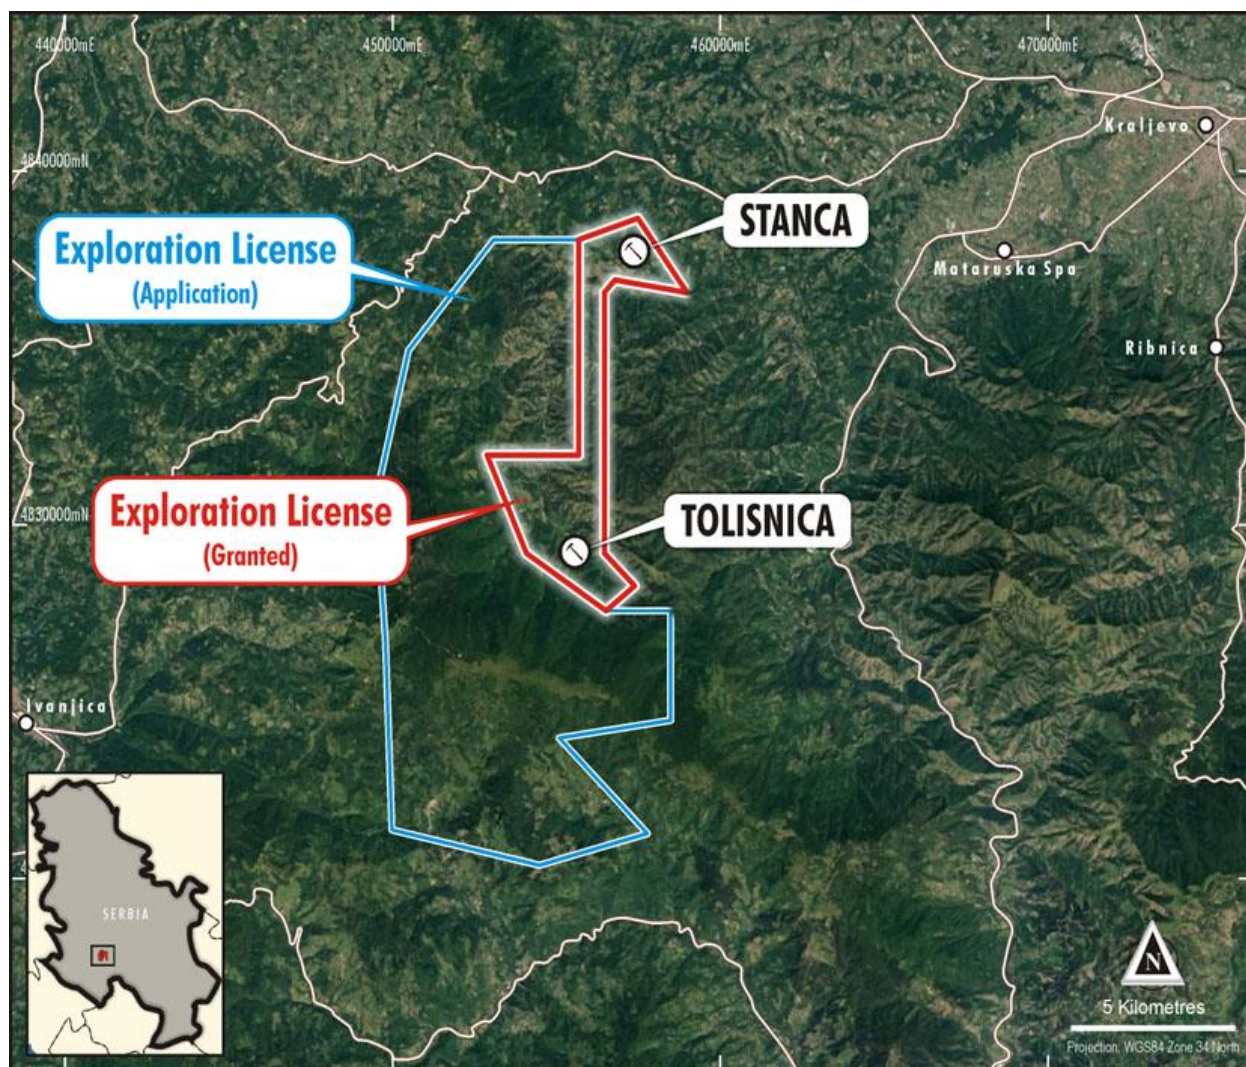 440000mE
450000mE
460000mE
470000mE
Kraljevo
4840000mN
STANCA
Exploration License
(Application)
Mataruska Spa
Ribnica
Exploration License
(Granted)
4830000mN
TOLISNICA
Ivanjica
SERBIA
N
5 Kilometres
Projection: WGS84 Zone 34 North